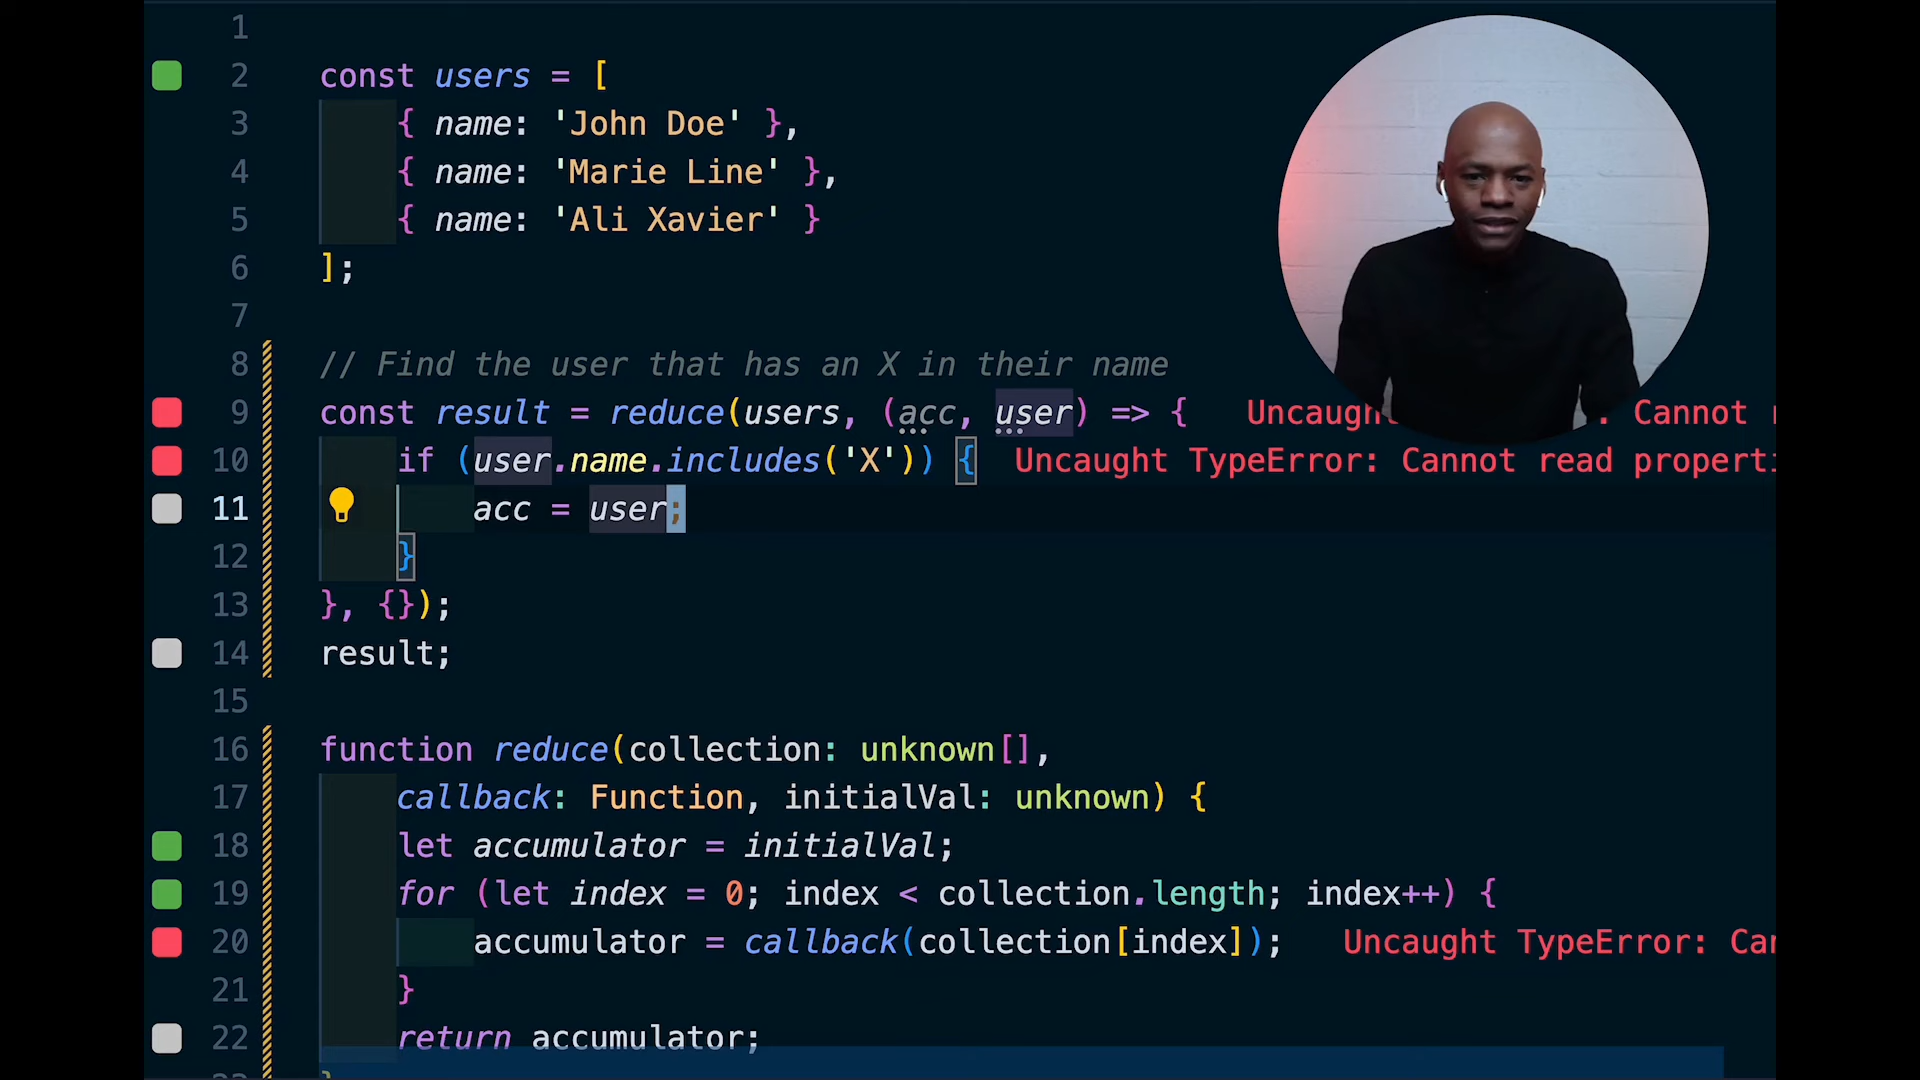 1
2 const users = [
3 { name: 'John Doe' },
4 { name: 'Marie Line' },
5 { name: 'Ali Xavier' }
6 ];
7
8 // Find the user that has an X in their name
9 const result = reduce(users, (acc, user) => { Uncaught . Cannot
10 if (user.name.includes('X')) { Uncaught TypeError: Cannot read properti
11 acc = user;
12 }
13 }, {});
14 result;
15
16 function reduce(collection: unknown[],
17 callback: Function, initialVal: unknown) {
18 let accumulator = initialVal;
19 for (let index = 0; index < collection.length; index++) {
20 accumulator = callback(collection[index]); Uncaught TypeError: Can
21 }
22 return accumulator;